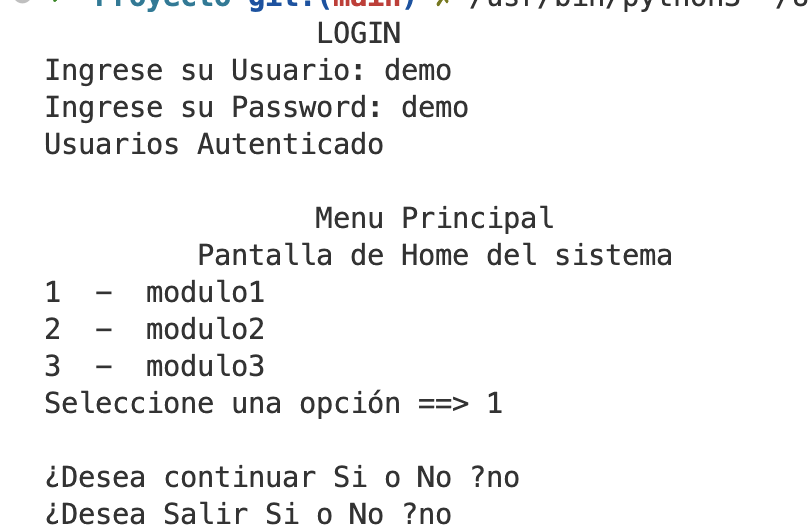 Proyecto git:(main) ✗ /usr/bin/python3
LOGIN
Ingrese su Usuario: demo
Ingrese su Password: demo
Usuarios Autenticado
Menu Principal
Pantalla de Home del sistema
1 - modulo1
2 - modulo2
3 - modulo3
Seleccione una opción ==> 1
¿Desea continuar Si o No ?no
¿Desea Salir Si o No ?no